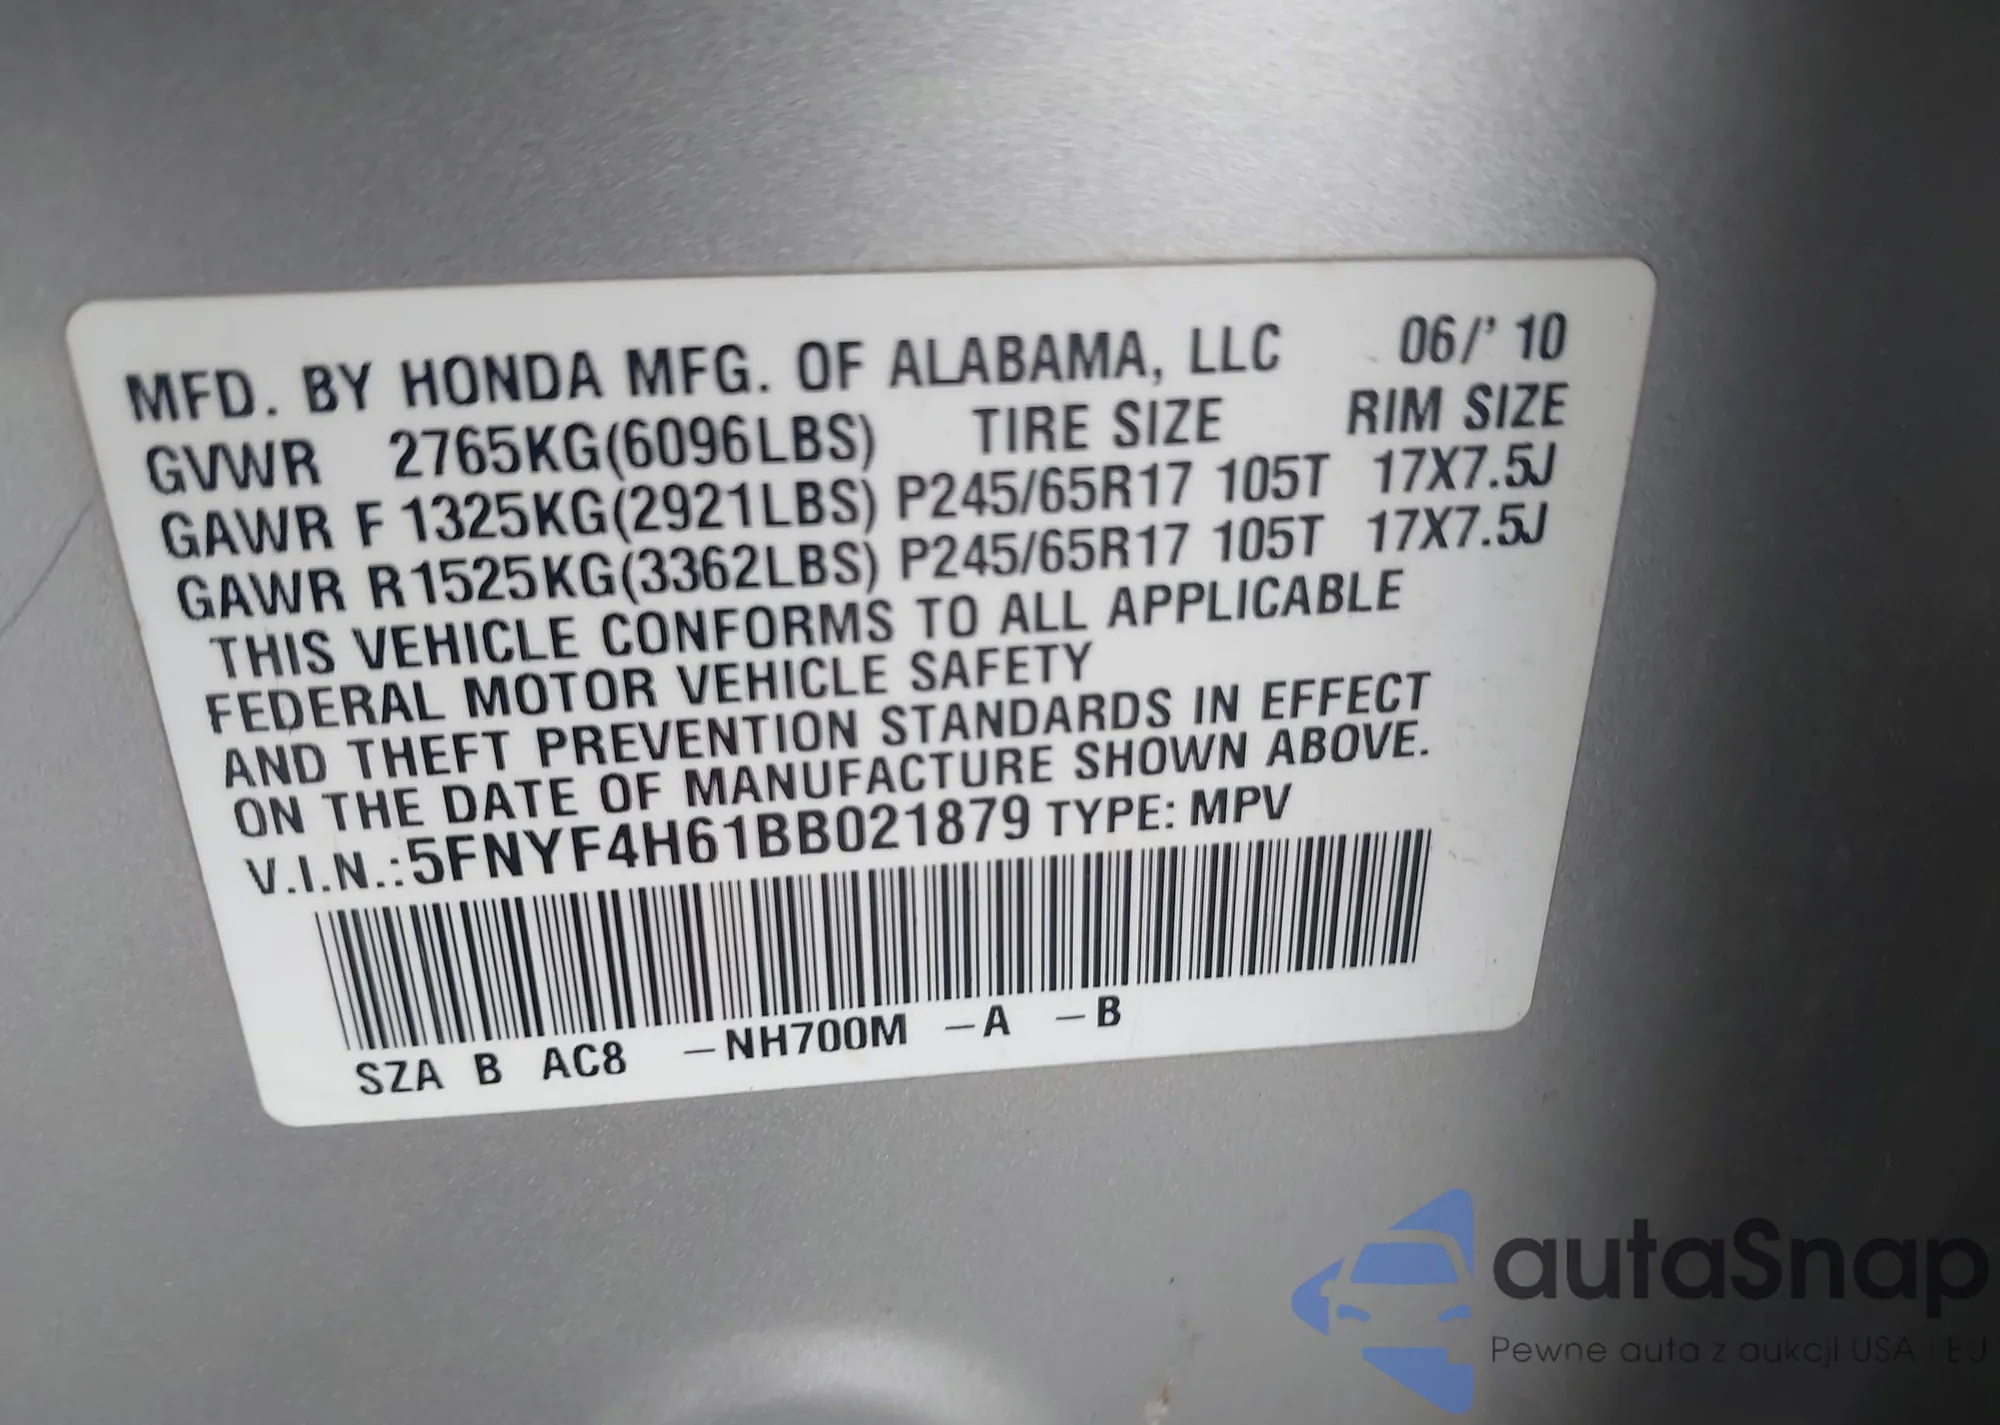 MFD. BY HONDA MFG. OF ALABAMA, LLC 06/' 10
GVWR 2765KG(6096LBS) TIRE SIZE RIM SIZE
GAWR F 1325KG(2921LBS) P245/65R17 105T 17X7.5J
GAWR R1525KG(3362LBS) P245/65R17 105T 17X7.5J
THIS VEHICLE CONFORMS TO ALL APPLICABLE
FEDERAL MOTOR VEHICLE SAFETY
AND THEFT PREVENTION STANDARDS IN EFFECT
ON THE DATE OF MANUFACTURE SHOWN ABOVE.
V.I.N.:5FNYF4H61BB021879 TYPE: MPV
SZA B AC8 –NH700M –A –B
autaSnap
Pewne auta z aukcji USA i EU